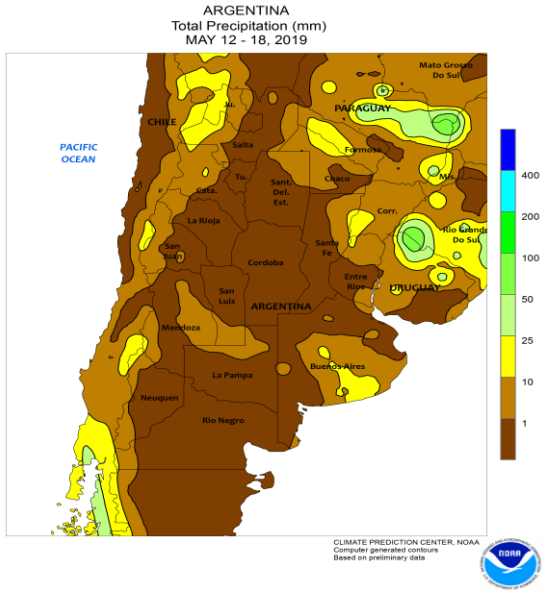 ARGENTINA
Total Precipitation (mm)
MAY 12 - 18, 2019
Mato Grosso
Do Sul
Ju.
PARAGUAY
CHILE
PACIFIC
OCEAN
Salta
Formosa
Tu.
Chaco
Mis.
Cata.
Sant.
Del.
Est.
Corr.
La Rioja
Rio Grande
Do Sul
San
Juan
Santa
Fe
Cordoba
Entre
Rios
San
Luis
URUGUAY
ARGENTINA
Mendoza
Buenos Aires
La Pampa
Neuquen
Rio Negro
400
200
100
50
25
10
1
CLIMATE PREDICTION CENTER, NOAA
Computer generated contours
Based on preliminary data
NOAA